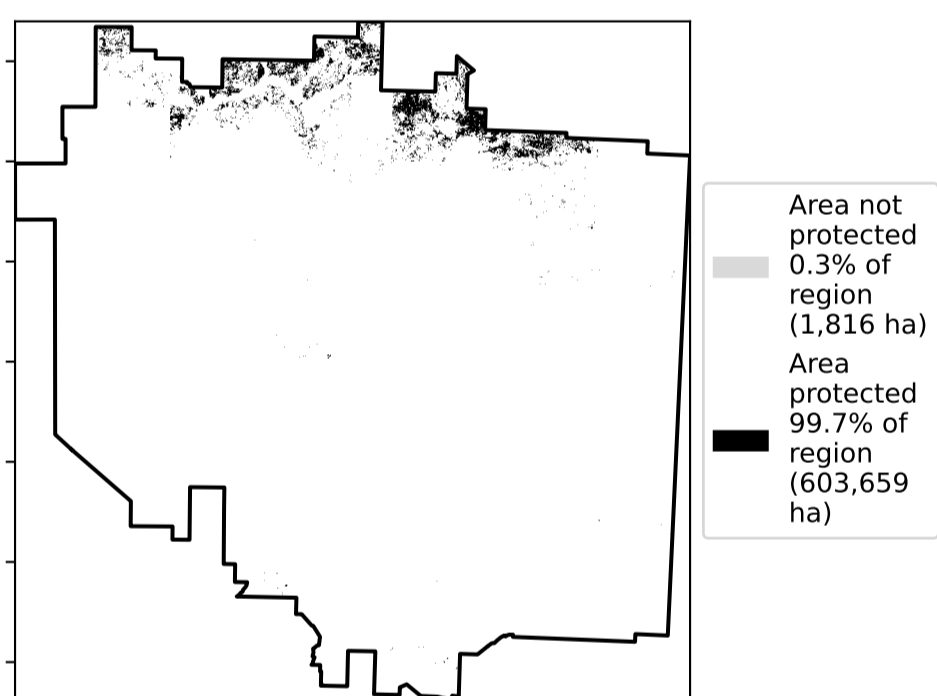 Area not
protected
0.3% of
region
(1,816 ha)
Area
protected
99.7% of
region
(603,659
ha)